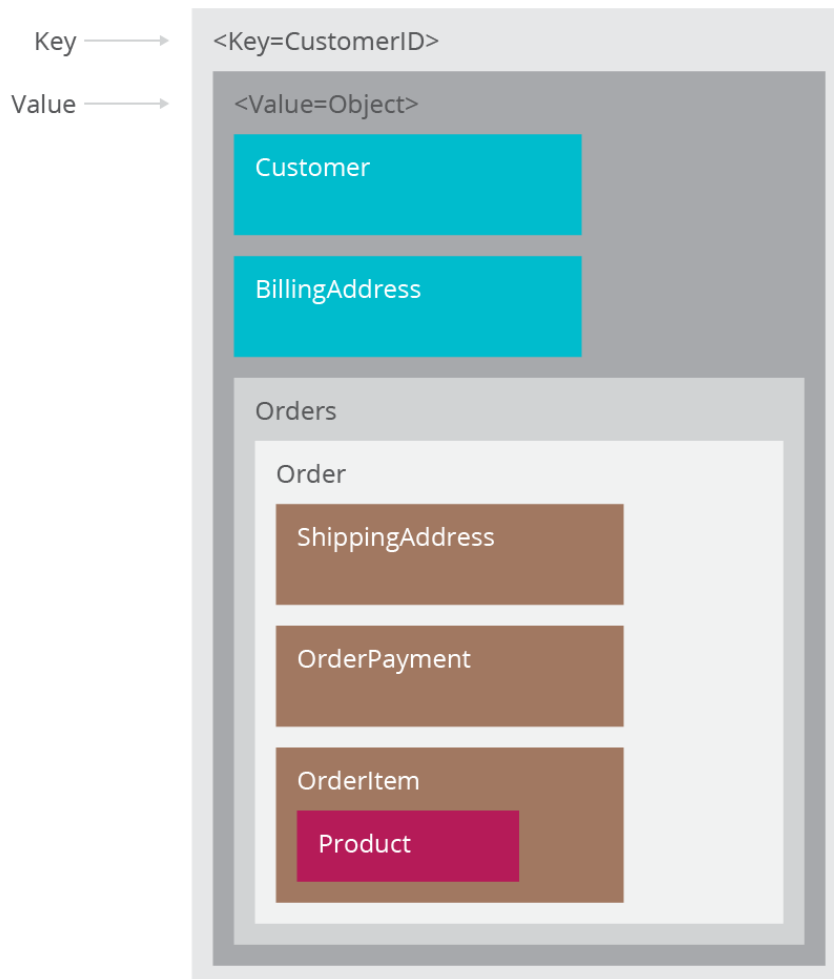 Key
<Key=CustomerID>
Value
<Value=Object>
Customer
BillingAddress
Orders
Order
ShippingAddress
OrderPayment
OrderItem
Product